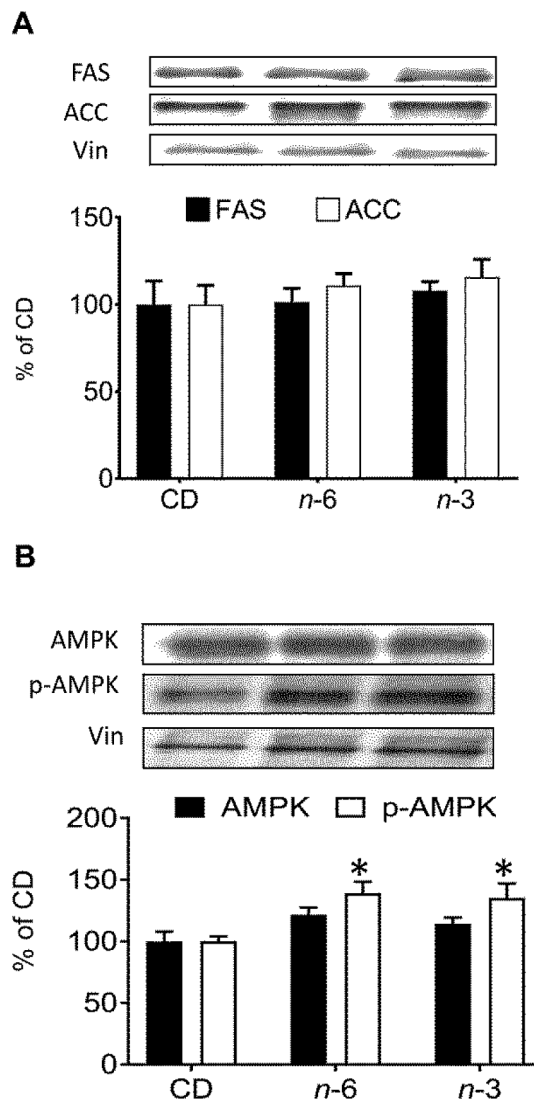 A
FAS
ACC
Vin
FAS ACC
150
100
50
0
% of CD
CD n-6 n-3
B
AMPK
p-AMPK
Vin
AMPK p-AMPK
200
150
100
50
0
% of CD
* *
CD n-6 n-3